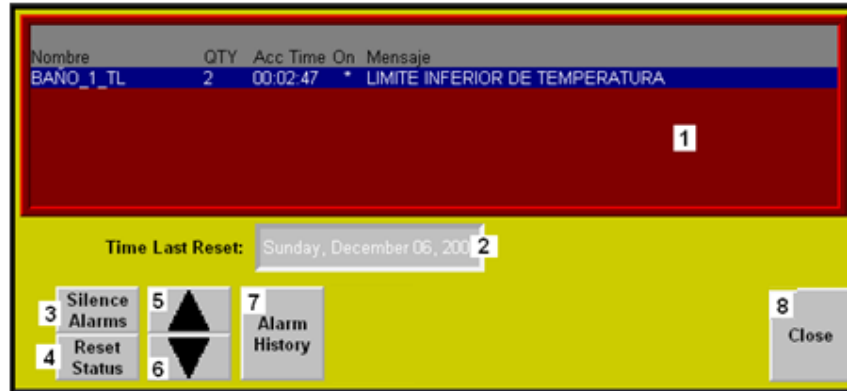 Nombre QTY Acc Time On Mensaje
BAÑO_1_TL 2 00:02:47 * LIMITE INFERIOR DE TEMPERATURA
1
Time Last Reset: Sunday, December 06, 200 2
3 Silence Alarms
4 Reset Status
5
6
7 Alarm History
8 Close